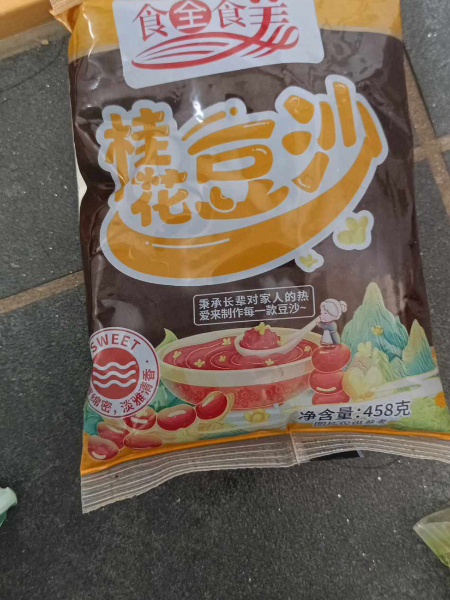 食全食美
桂花豆沙
秉承长辈对家人的热
爱来制作每一款豆沙~
SWEET
绵密，淡雅清香·
净含量：458克